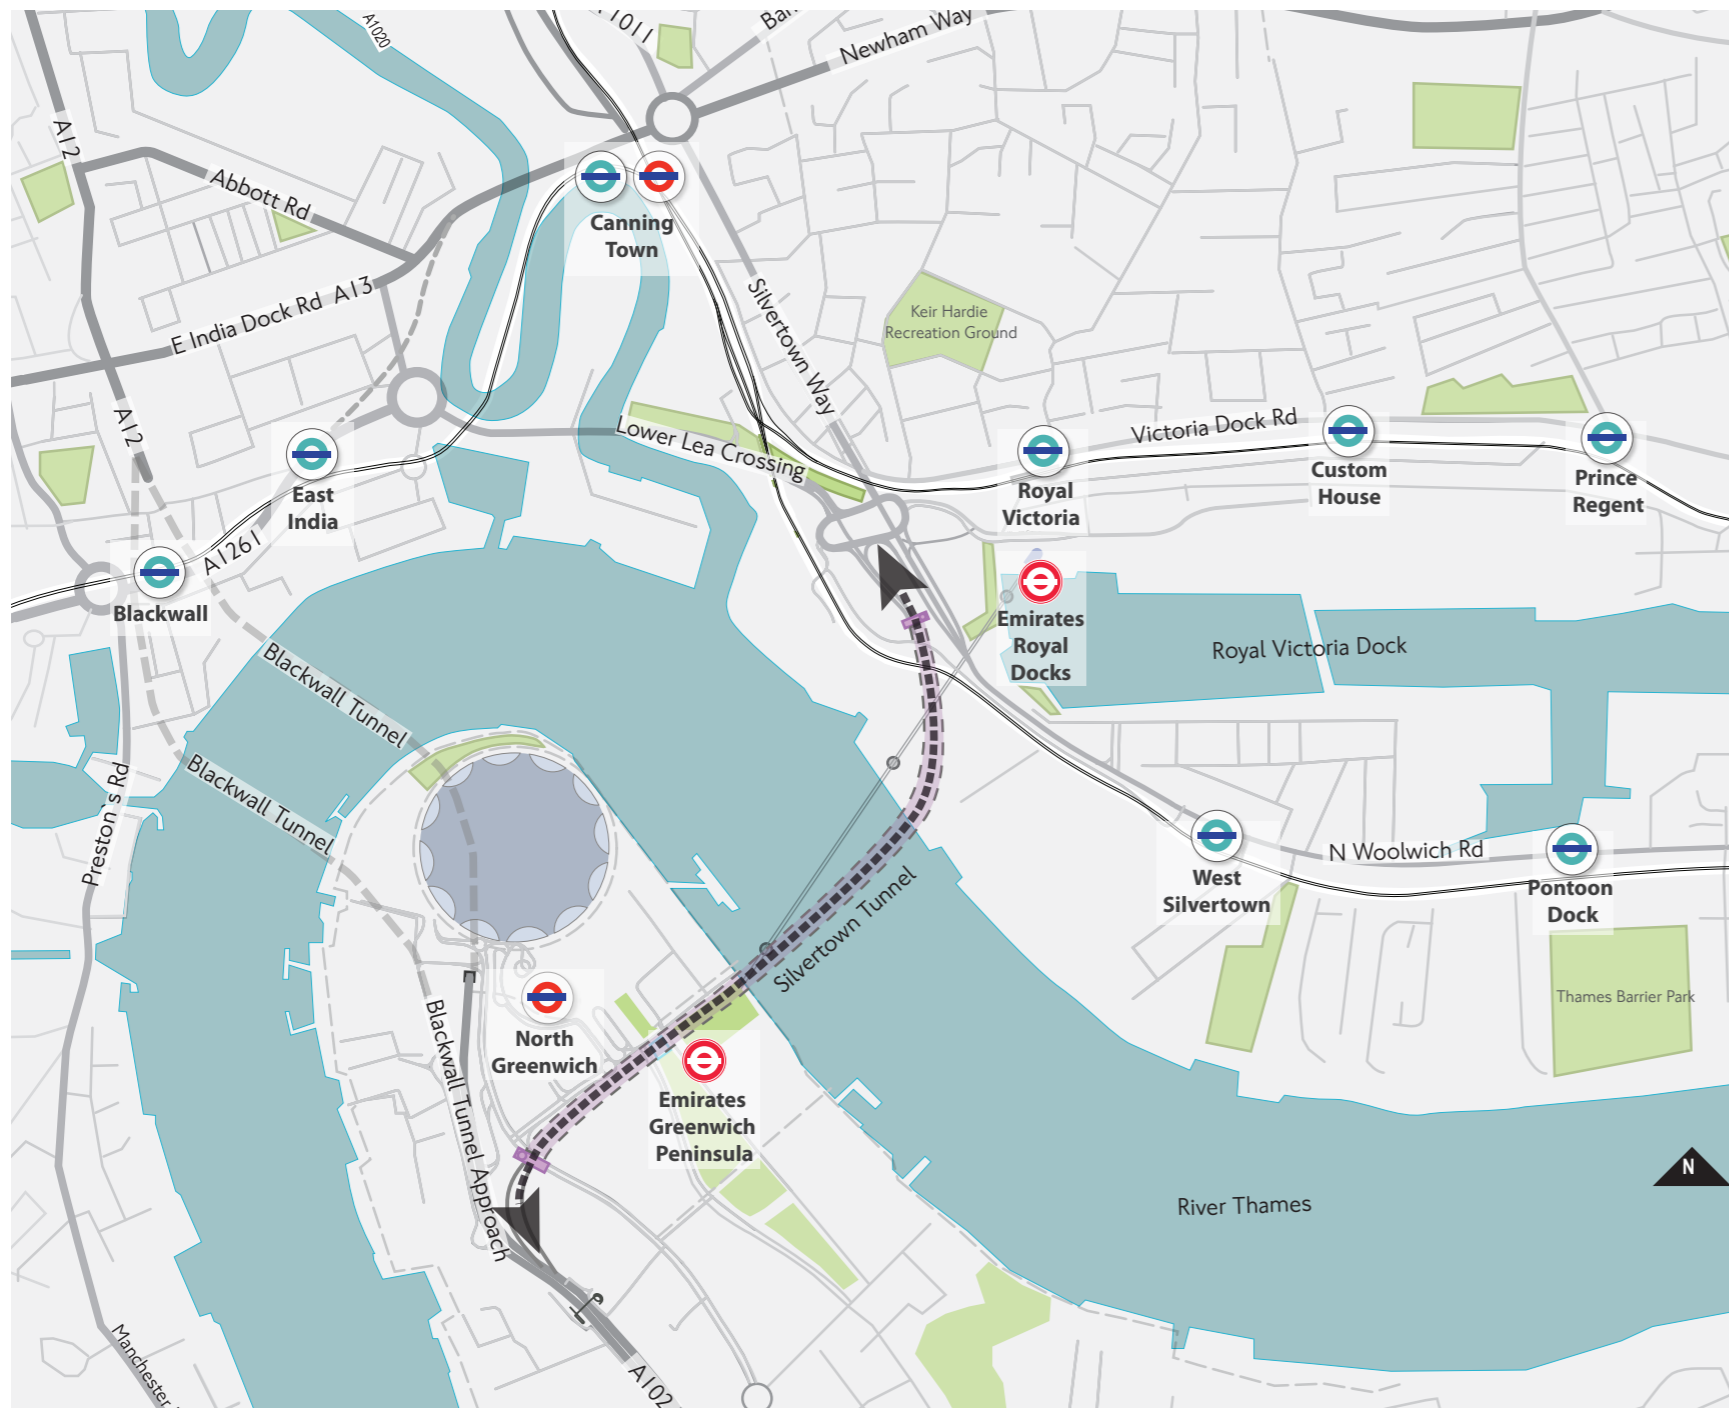 A1020
A1011
Newham Way
A12
Abbott Rd
Canning
Town
E India Dock Rd A13
Silvertown Way
Keir Hardie
Recreation Ground
A12
Lower Lea Crossing
Victoria Dock Rd
East
India
Royal
Victoria
Custom
House
Prince
Regent
A1261
Blackwall
Emirates
Royal
Docks
Royal Victoria Dock
Blackwall Tunnel
Blackwall Tunnel
Preston's Rd
West
Silvertown
N Woolwich Rd
Pontoon
Dock
Silvertown Tunnel
Thames Barrier Park
North
Greenwich
Blackwall Tunnel Approach
Emirates
Greenwich
Peninsula
N
River Thames
Manchester
A102